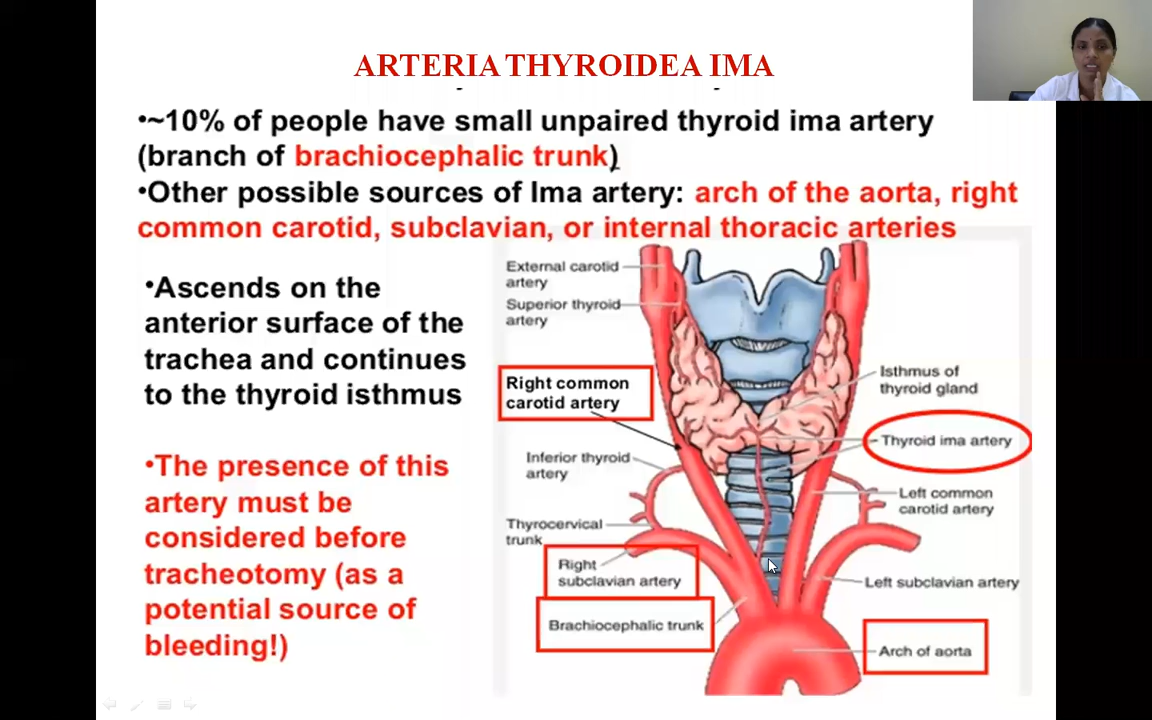 ARTERIA THYROIDEA IMA
•~10% of people have small unpaired thyroid ima artery
(branch of brachiocephalic trunk)
•Other possible sources of Ima artery: arch of the aorta, right
common carotid, subclavian, or internal thoracic arteries
•Ascends on the
anterior surface of the
trachea and continues
to the thyroid isthmus
•The presence of this
artery must be
considered before
tracheotomy (as a
potential source of
bleeding!)
External carotid
artery
Superior thyroid
artery
Right common
carotid artery
Inferior thyroid
artery
Thyrocervical
trunk
Right
subclavian artery
Brachiocephalic trunk
Isthmus of
thyroid gland
Thyroid ima artery
Left common
carotid artery
Left subclavian artery
Arch of aorta